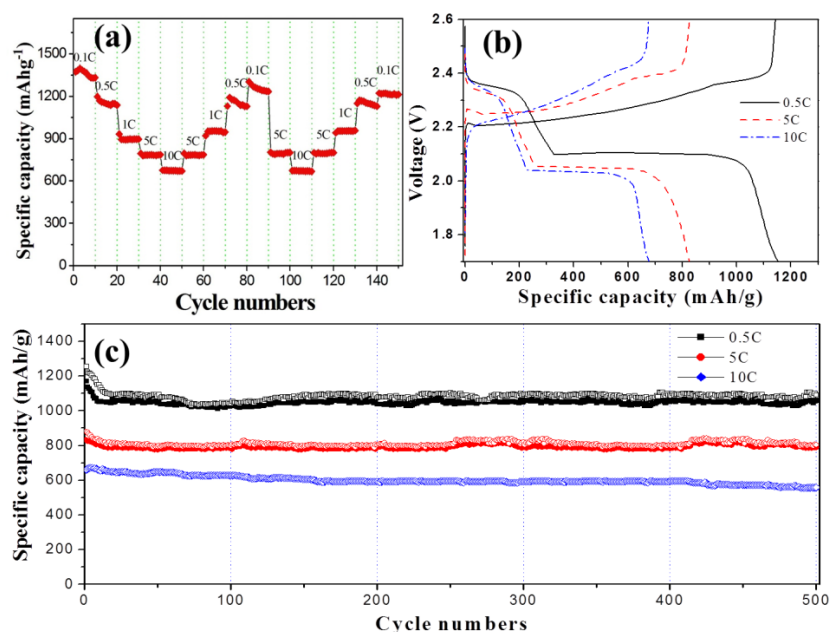 (a)
Specific capacity (mAhg⁻¹)
1500
1200
900
600
300
0
0.1C
0.5C
1C
5C
10C
5C
1C
0.5C
0.1C
5C
10C
5C
1C
0.5C
0.1C
0 20 40 60 80 100 120 140
Cycle numbers
(b)
Voltage (V)
2.6
2.4
2.2
2.0
1.8
0.5C
5C
10C
0 200 400 600 800 1000 1200
Specific capacity (mAh/g)
(c)
Specific capacity (mAh/g)
1400
1200
1000
800
600
400
200
0
0.5C
5C
10C
0 100 200 300 400 500
Cycle numbers